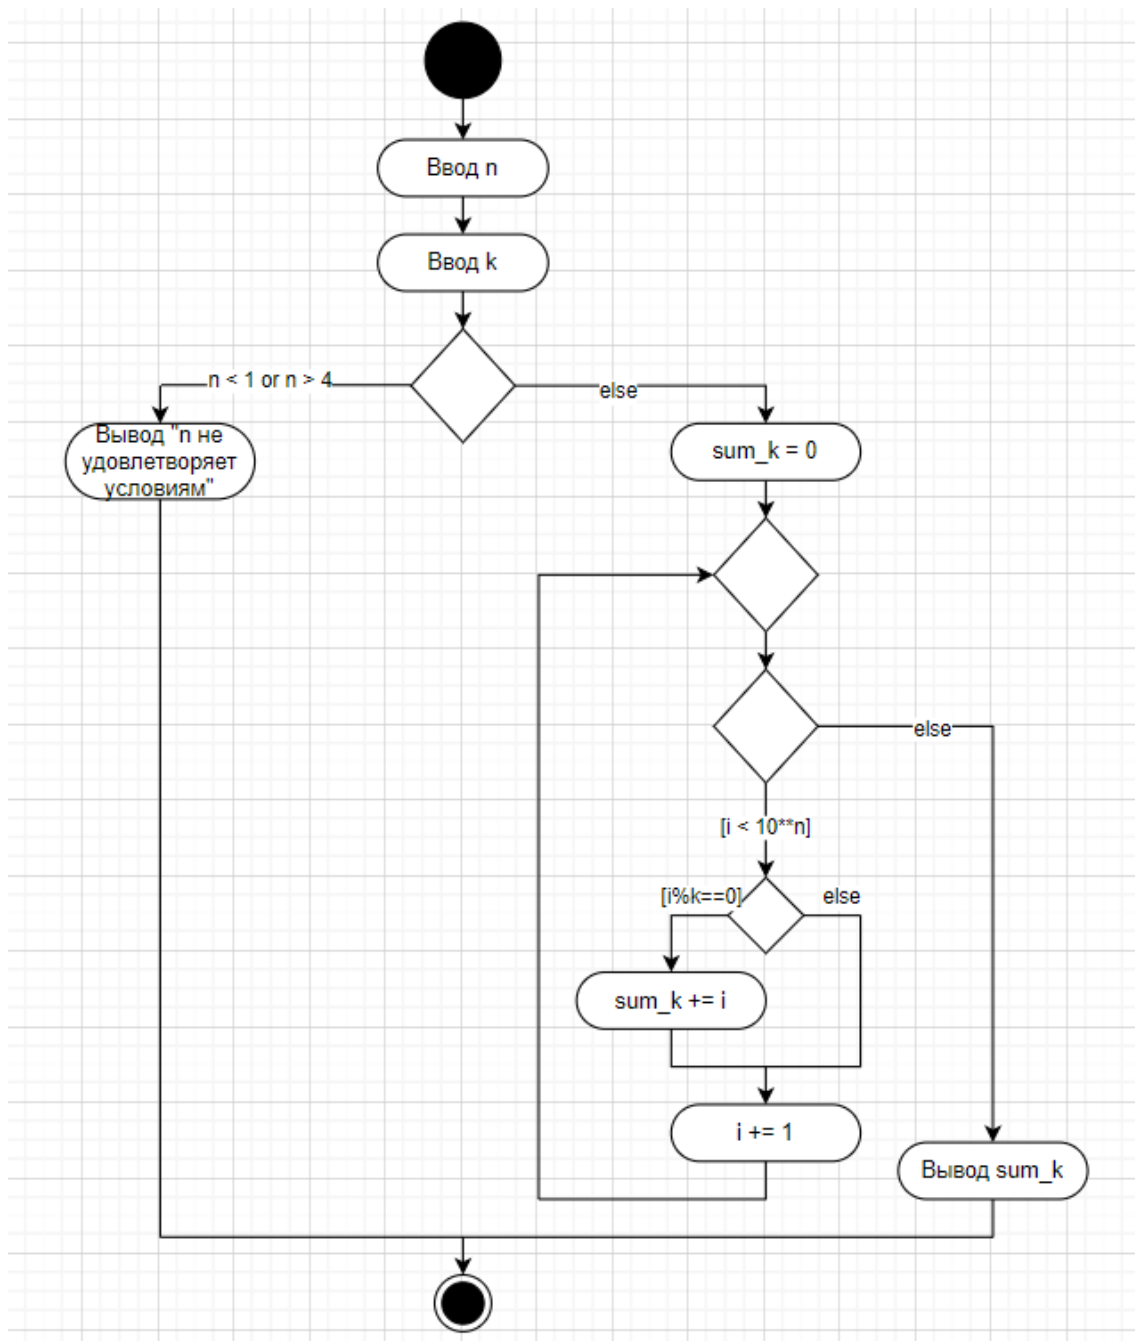 Ввод n
Ввод k
n < 1 or n > 4
else
Вывод "n не
удовлетворяет
условиям"
sum_k = 0
else
[i < 10**n]
[i%k==0]
else
sum_k += i
i += 1
Вывод sum_k